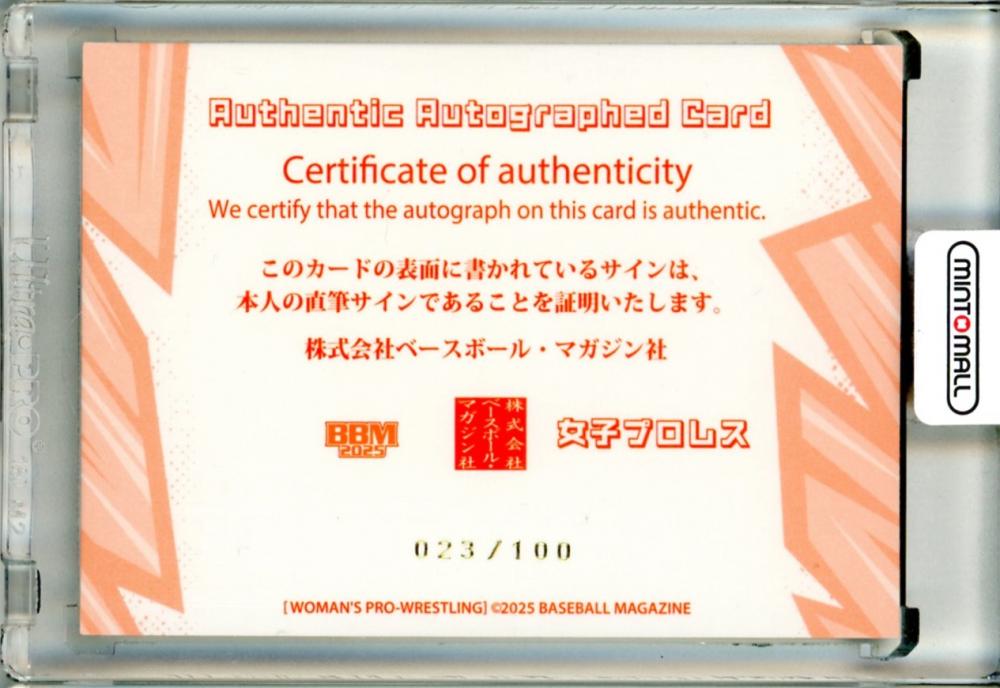 Authentic Autographed Card
Certificate of authenticity
We certify that the autograph on this card is authentic.
このカードの表面に書かれているサインは、
本人の直筆サインであることを証明いたします。
株式会社ベースボール・マガジン社
BBM
2025
株式会社
ベースボール・
マガジン社
女子プロレス
023/100
[WOMAN'S PRO-WRESTLING] ©2025 BASEBALL MAGAZINE
MINTOMALL
Ultra PRO